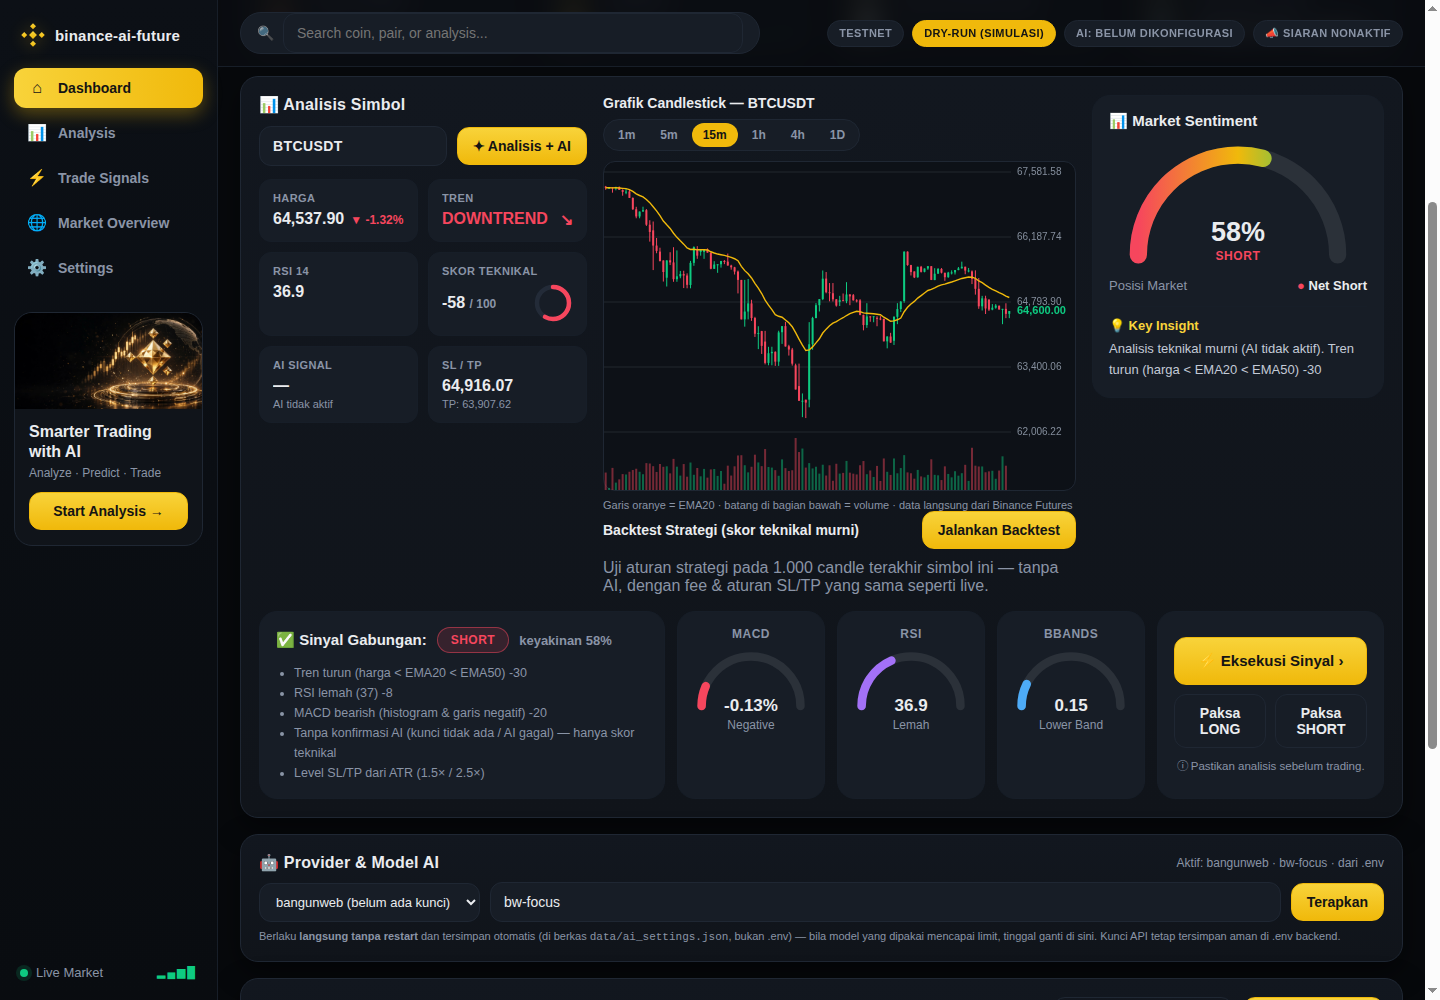 binance-ai-future
Dashboard
Analysis
Trade Signals
Market Overview
Settings
Smarter Trading
with AI
Analyze · Predict · Trade
Start Analysis →
Live Market
Search coin, pair, or analysis...
TESTNET
DRY-RUN (SIMULASI)
AI: BELUM DIKONFIGURASI
📣 SIARAN NONAKTIF
📊 Analisis Simbol
BTCUSDT
✦ Analisis + AI
HARGA
64,537.90 ▼ -1.32%
TREN
DOWNTREND ↘
RSI 14
36.9
SKOR TEKNIKAL
-58 / 100
AI SIGNAL
—
AI tidak aktif
SL / TP
64,916.07
TP: 63,907.62
Grafik Candlestick — BTCUSDT
1m 5m 15m 1h 4h 1D
67,581.58
66,187.74
64,793.90
64,600.00
63,400.06
62,006.22
Garis oranye = EMA20 · batang di bagian bawah = volume · data langsung dari Binance Futures
Backtest Strategi (skor teknikal murni)
Jalankan Backtest
Uji aturan strategi pada 1.000 candle terakhir simbol ini — tanpa
AI, dengan fee & aturan SL/TP yang sama seperti live.
📊 Market Sentiment
58%
SHORT
Posisi Market
● Net Short
💡 Key Insight
Analisis teknikal murni (AI tidak aktif). Tren
turun (harga < EMA20 < EMA50) -30
✅ Sinyal Gabungan: SHORT keyakinan 58%
• Tren turun (harga < EMA20 < EMA50) -30
• RSI lemah (37) -8
• MACD bearish (histogram & garis negatif) -20
• Tanpa konfirmasi AI (kunci tidak ada / AI gagal) — hanya skor
teknikal
• Level SL/TP dari ATR (1.5× / 2.5×)
MACD
-0.13%
Negative
RSI
36.9
Lemah
BBANDS
0.15
Lower Band
⚡ Eksekusi Sinyal ›
Paksa
LONG
Paksa
SHORT
ⓘ Pastikan analisis sebelum trading.
🤖 Provider & Model AI
Aktif: bangunweb · bw-focus · dari .env
bangunweb (belum ada kunci)
bw-focus
Terapkan
Berlaku langsung tanpa restart dan tersimpan otomatis (di berkas data/ai_settings.json, bukan .env) — bila model yang dipakai mencapai limit, tinggal ganti di sini. Kunci API tetap tersimpan aman di .env backend.